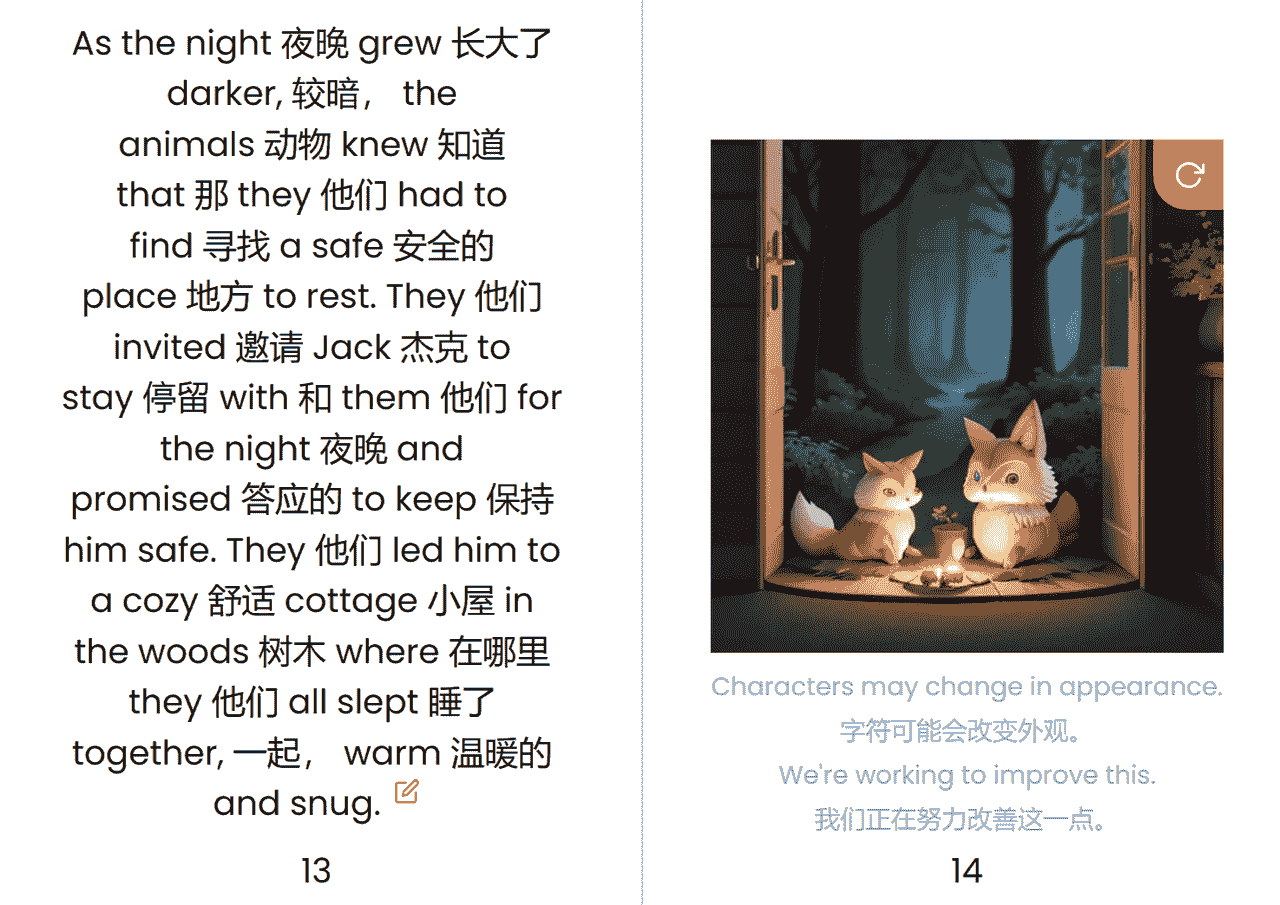 As the night 夜晚 grew 长大了
darker, 较暗， the
animals 动物 knew 知道
that 那 they 他们 had to
find 寻找 a safe 安全的
place 地方 to rest. They 他们
invited 邀请 Jack 杰克 to
stay 停留 with 和 them 他们 for
the night 夜晚 and
promised 答应的 to keep 保持
him safe. They 他们 led him to
a cozy 舒适 cottage 小屋 in
the woods 树木 where 在哪里
they 他们 all slept 睡了
together, 一起， warm 温暖的
and snug.
13
Characters may change in appearance.
字符可能会改变外观。
We're working to improve this.
我们正在努力改善这一点。
14